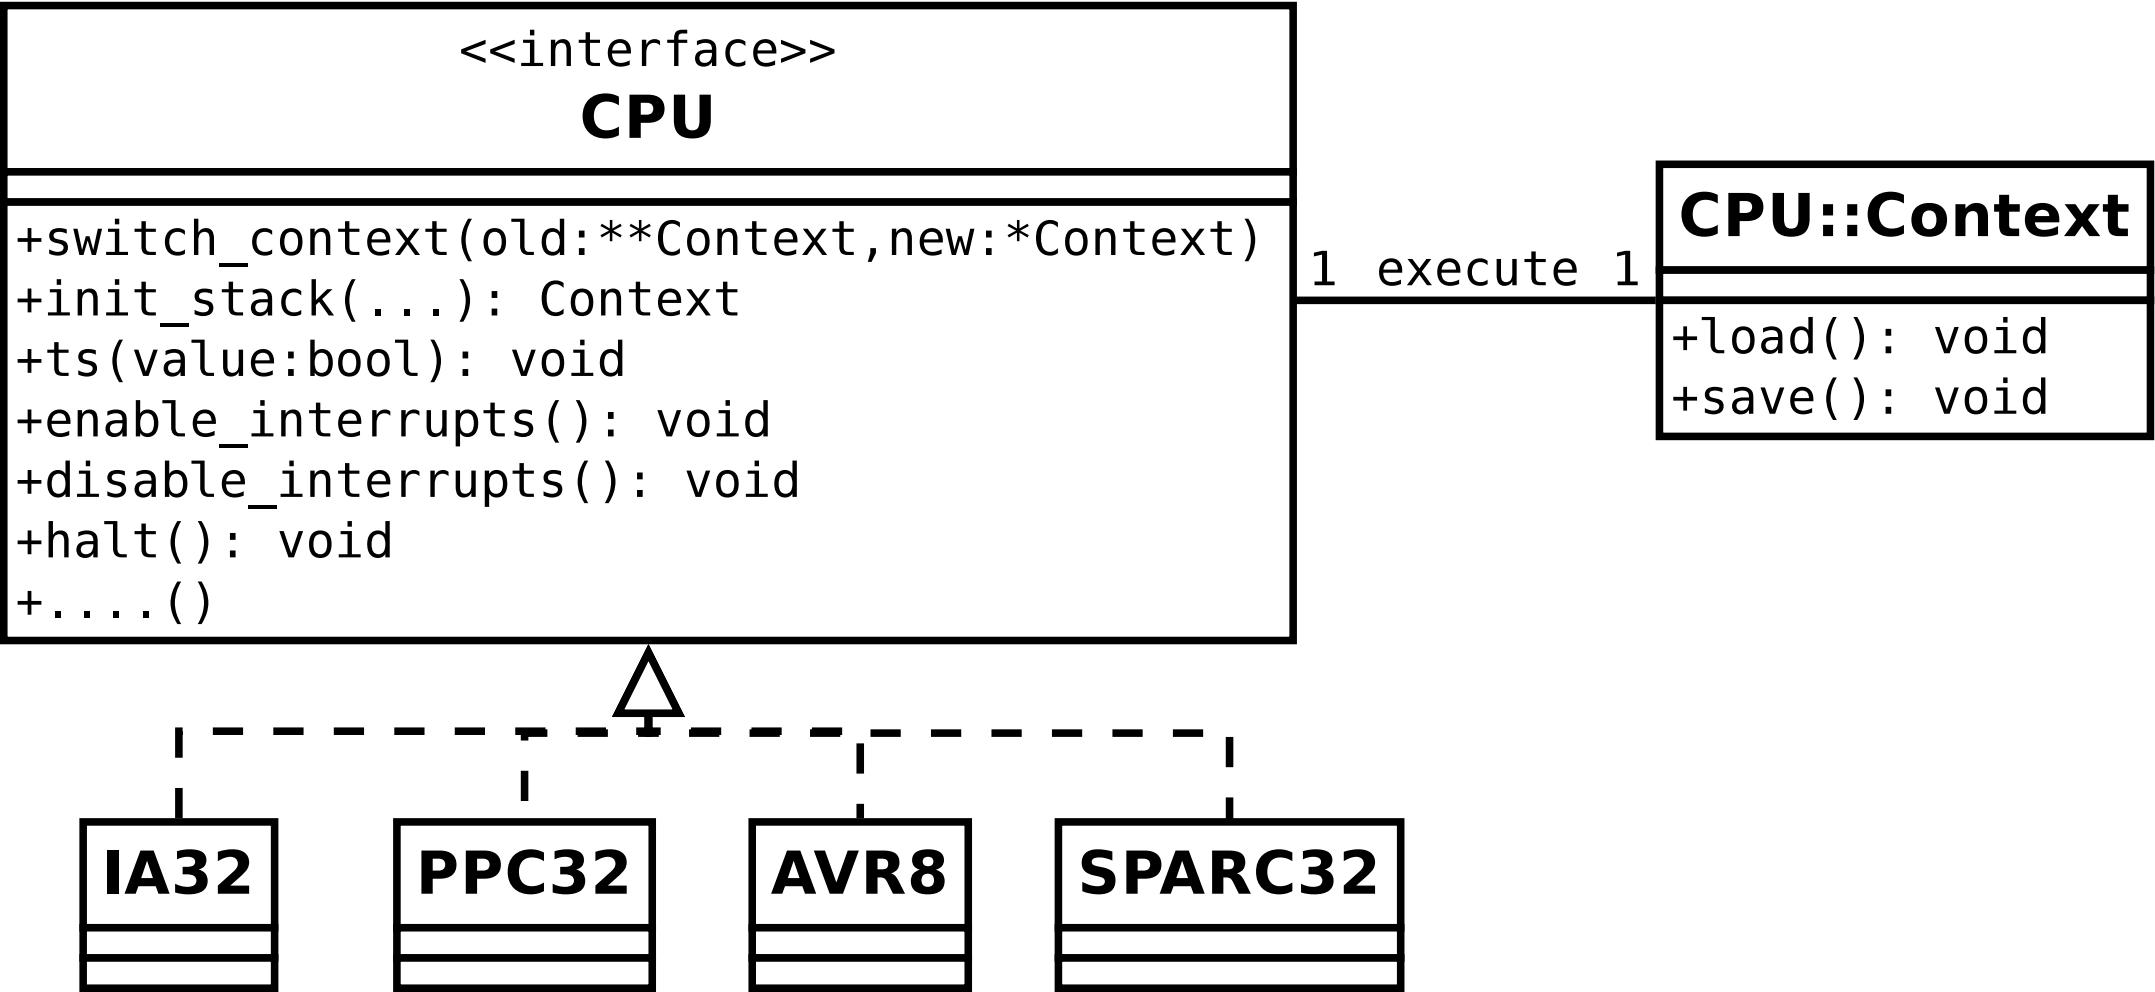 <<interface>>
CPU
+switch_context(old:**Context,new:*Context)
+init_stack(...): Context
+ts(value:bool): void
+enable_interrupts(): void
+disable_interrupts(): void
+halt(): void
+....()
1 execute 1
CPU::Context
+load(): void
+save(): void
IA32
PPC32
AVR8
SPARC32